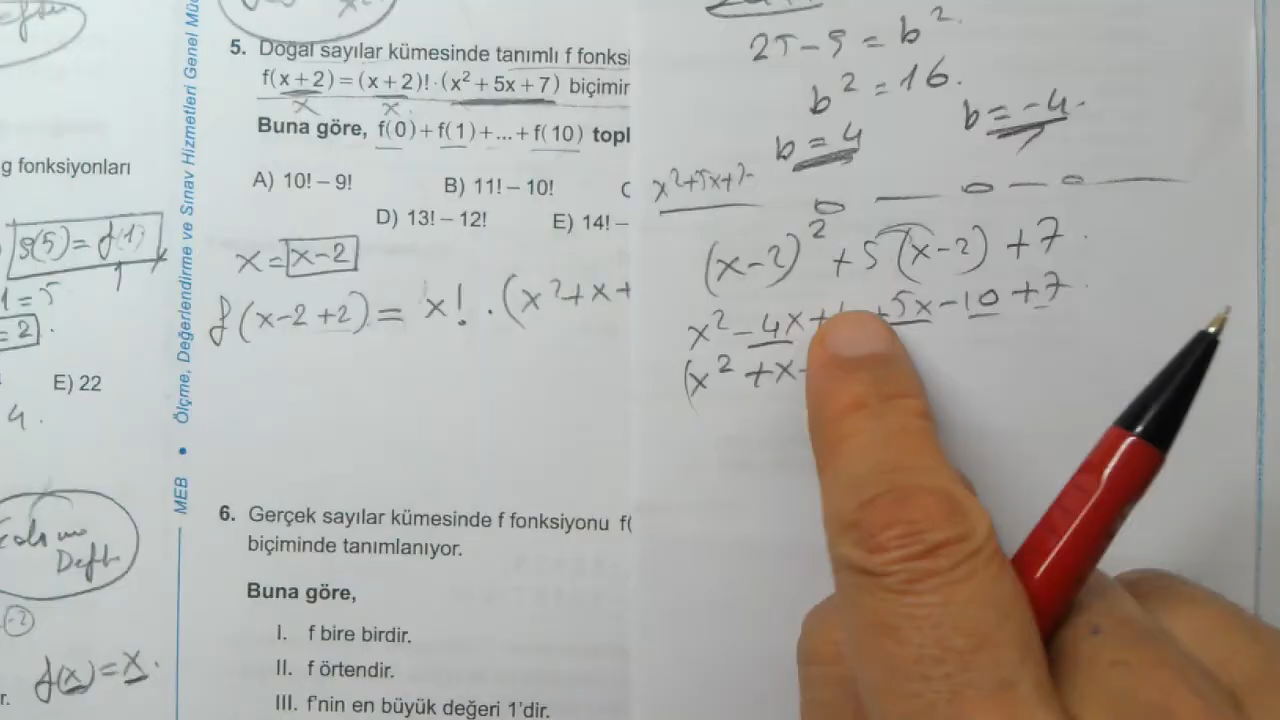 g fonksiyonları
g(5) = f(1)
1 = 5
= 2 .
E) 22
4 .
Deft
-2
r. f(x) = x .
MEB • Ölçme, Değerlendirme ve Sınav Hizmetleri Genel Mü
5. Doğal sayılar kümesinde tanımlı f fonksi
f(x + 2) = (x + 2)! · (x² + 5x + 7) biçimir
x x
Buna göre, f(0) + f(1) + ... + f(10) topl
A) 10! – 9! B) 11! – 10! C
D) 13! – 12! E) 14! –
x = x-2
f(x-2+2) = x! . (x²+x+
6. Gerçek sayılar kümesinde f fonksiyonu f(
biçiminde tanımlanıyor.
Buna göre,
I. f bire birdir.
II. f örtendir.
III. f'nin en büyük değeri 1'dir.
25 - 9 = b² .
b² = 16 .
b = 4 b = -4 .
x²+5x+7
(x-2)² + 5(x-2) + 7 .
x² - 4x + + 5x - 10 + 7 .
(x² + x